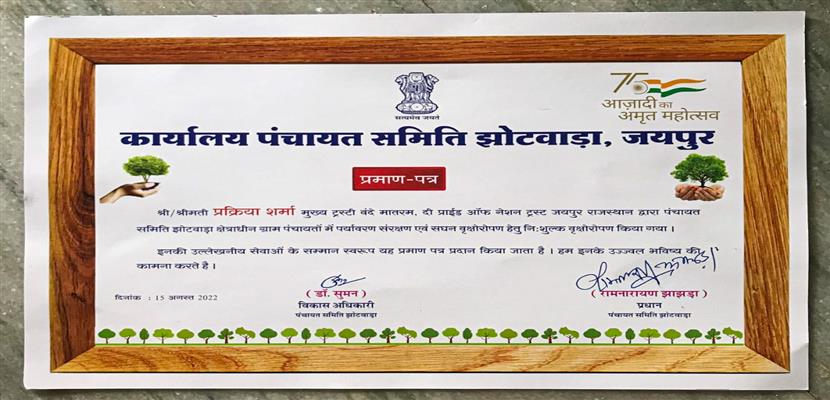 सत्यमेव जयते
75
आज़ादी का
अमृत महोत्सव
कार्यालय पंचायत समिति झोटवाड़ा, जयपुर
प्रमाण-पत्र
श्री/श्रीमती प्रक्रिया शर्मा मुख्य ट्रस्टी वंदे मातरम, दी प्राईड ऑफ नेशन ट्रस्ट जयपुर राजस्थान द्वारा पंचायत
समिति झोटवाड़ा क्षेत्राधीन ग्राम पंचायतों में पर्यावरण संरक्षण एवं सघन वृक्षोरोपण हेतु नि:शुल्क वृक्षोरोपण किया गया।
इनकी उल्लेखनीय सेवाओं के सम्मान स्वरूप यह प्रमाण पत्र प्रदान किया जाता है। हम इनके उज्जवल भविष्य की
कामना करते है।
दिनांक : 15 अगस्त 2022
( डॉ. सुमन )
विकास अधिकारी
पंचायत समिति झोटवाड़ा
( रामनारायण झाझड़ा )
प्रधान
पंचायत समिति झोटवाड़ा